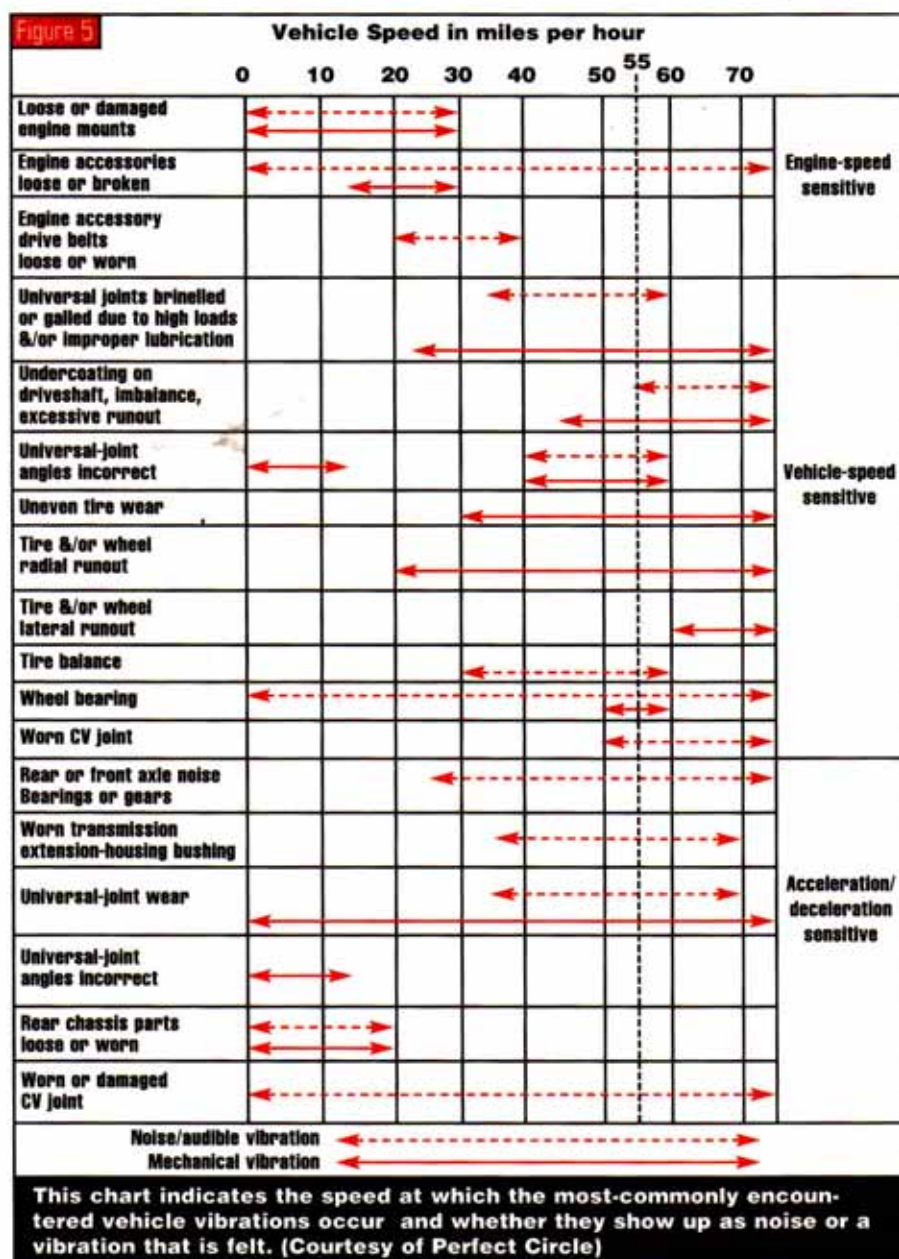 Figure 5
Vehicle Speed in miles per hour
0 10 20 30 40 50 55 60 70
Loose or damaged
engine mounts
Engine accessories
loose or broken
Engine-speed
sensitive
Engine accessory
drive belts
loose or worn
Universal joints brinelled
or galled due to high loads
&/or improper lubrication
Undercoating on
driveshaft, imbalance,
excessive runout
Universal-joint
angles incorrect
Vehicle-speed
sensitive
Uneven tire wear
Tire &/or wheel
radial runout
Tire &/or wheel
lateral runout
Tire balance
Wheel bearing
Worn CV joint
Rear or front axle noise
Bearings or gears
Worn transmission
extension-housing bushing
Universal-joint wear
Acceleration/
deceleration
sensitive
Universal-joint
angles incorrect
Rear chassis parts
loose or worn
Worn or damaged
CV joint
Noise/audible vibration
Mechanical vibration
This chart indicates the speed at which the most-commonly encoun-
tered vehicle vibrations occur and whether they show up as noise or a
vibration that is felt. (Courtesy of Perfect Circle)